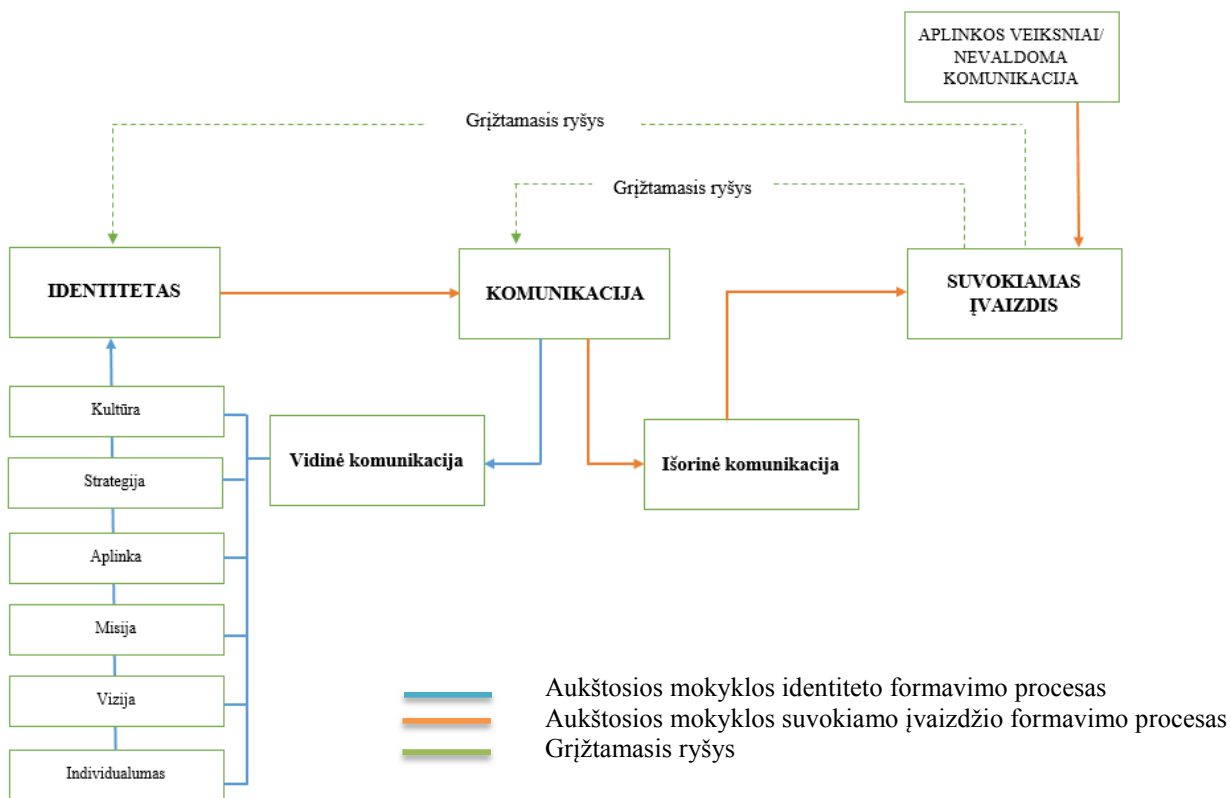 APLINKOS VEIKSNIAI/
NEVALDOMA
KOMUNIKACIJA
Grįžtamasis ryšys
Grįžtamasis ryšys
IDENTITETAS
KOMUNIKACIJA
SUVOKIAMAS
ĮVAIZDIS
Kultūra
Strategija
Aplinka
Misija
Vizija
Individualumas
Vidinė komunikacija
Išorinė komunikacija
Aukštosios mokyklos identiteto formavimo procesas
Aukštosios mokyklos suvokiamo įvaizdžio formavimo procesas
Grįžtamasis ryšys